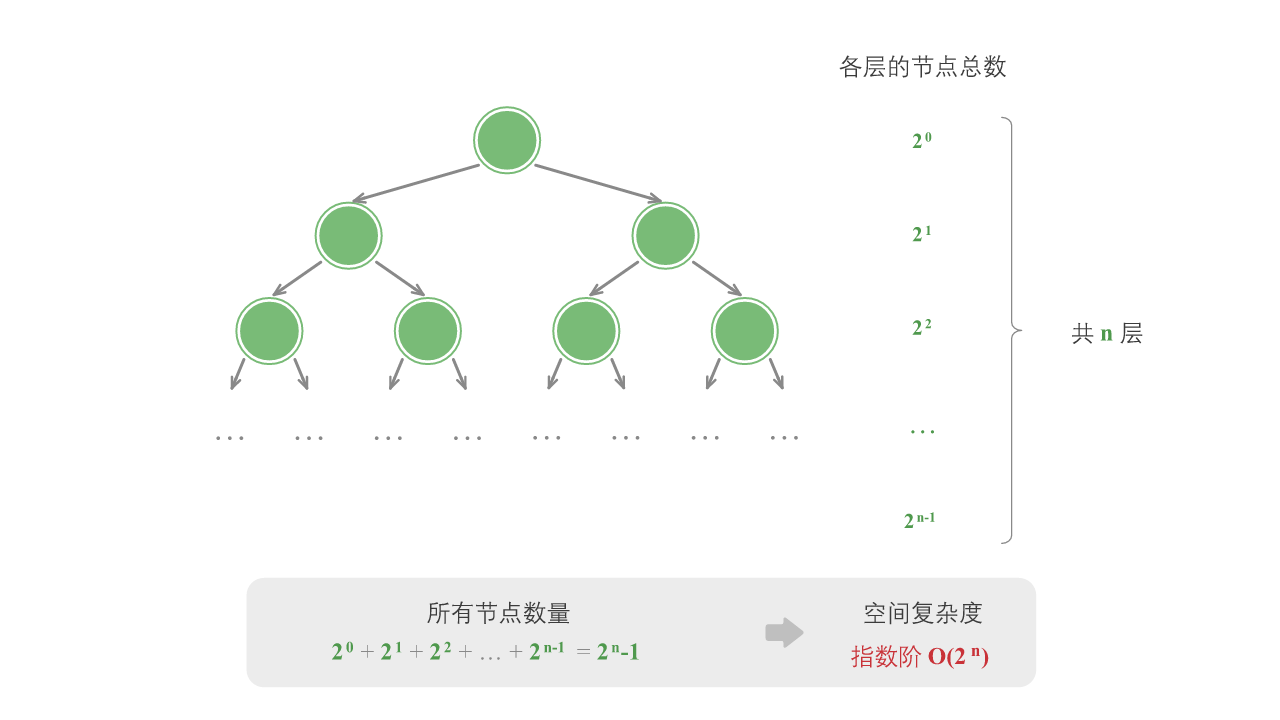 各层的节点总数
2⁰
2¹
2²
共 n 层
... ... ... ... ... ... ... ... ...
2ⁿ⁻¹
所有节点数量
2⁰ + 2¹ + 2² + ... + 2ⁿ⁻¹ = 2ⁿ-1
空间复杂度
指数阶 O(2ⁿ)